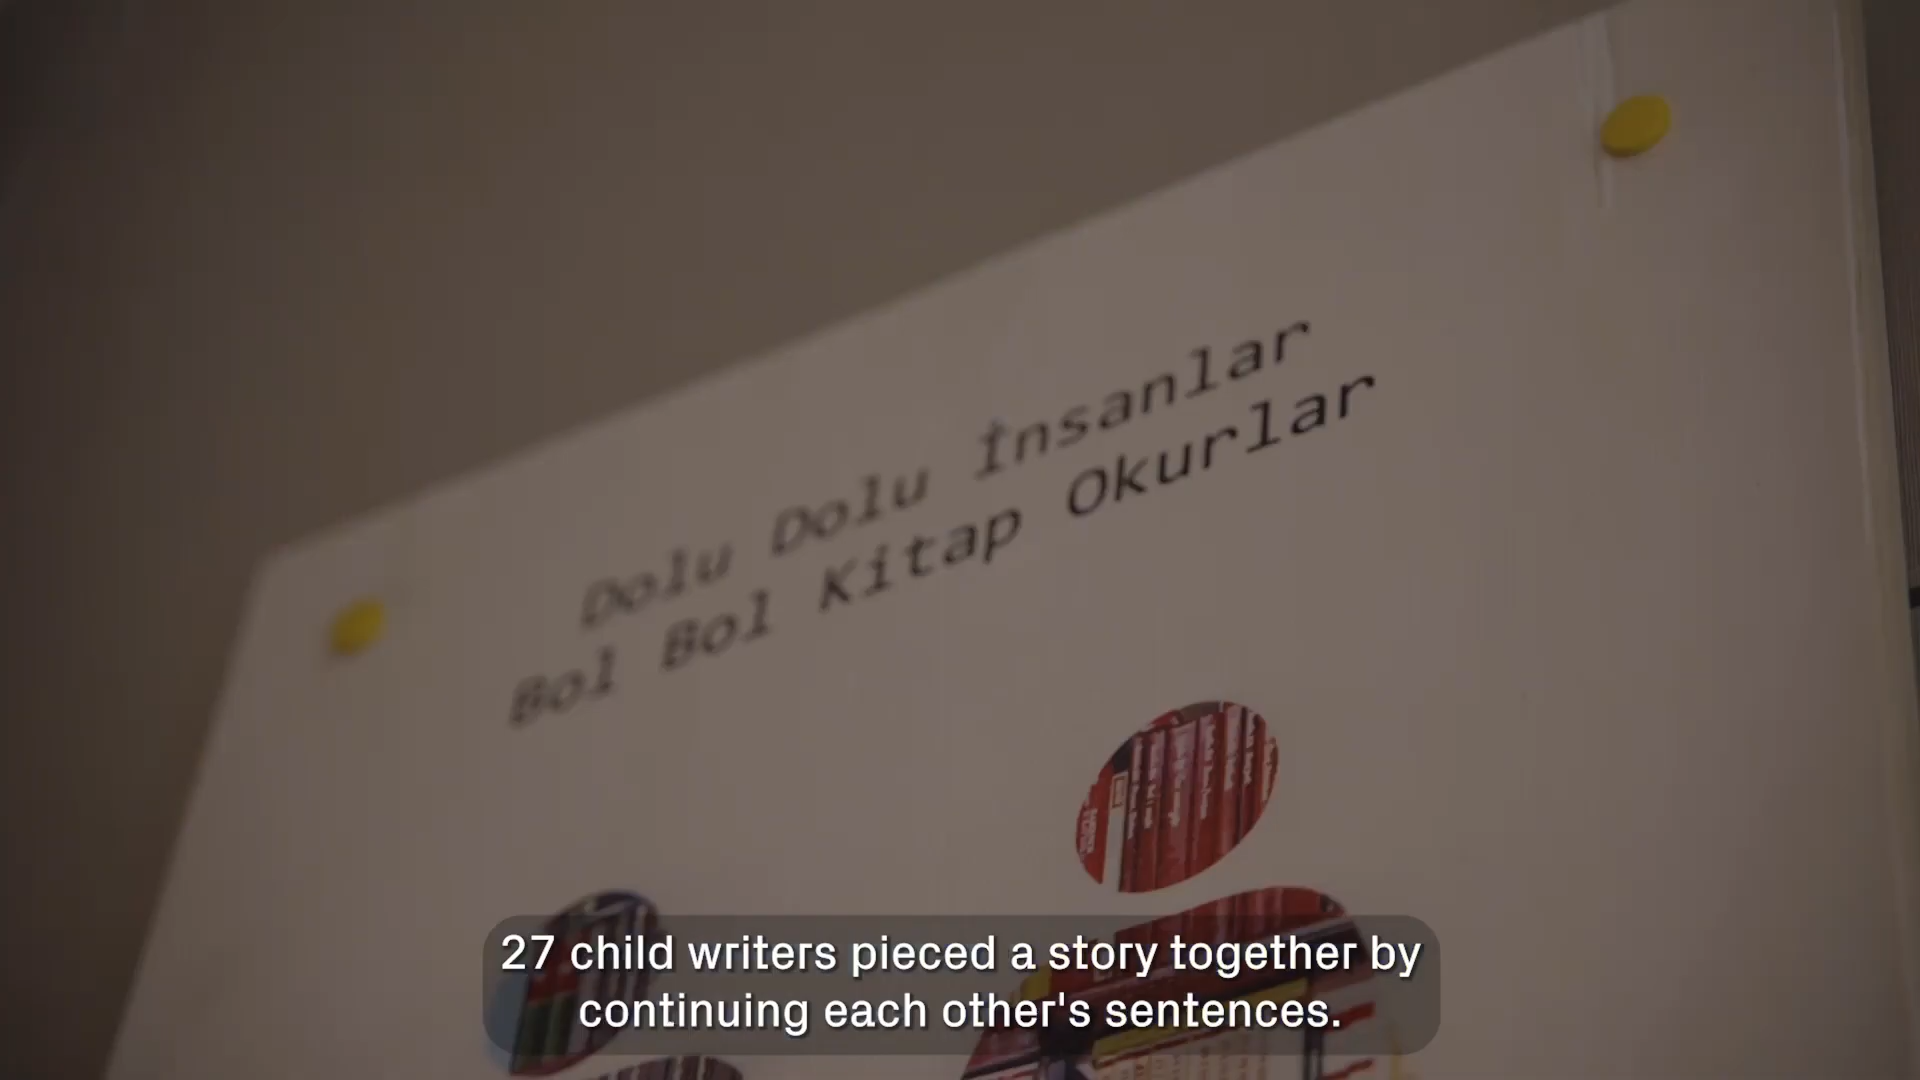 Dolu Dolu İnsanlar
Bol Bol Kitap Okurlar
27 child writers pieced a story together by
continuing each other's sentences.